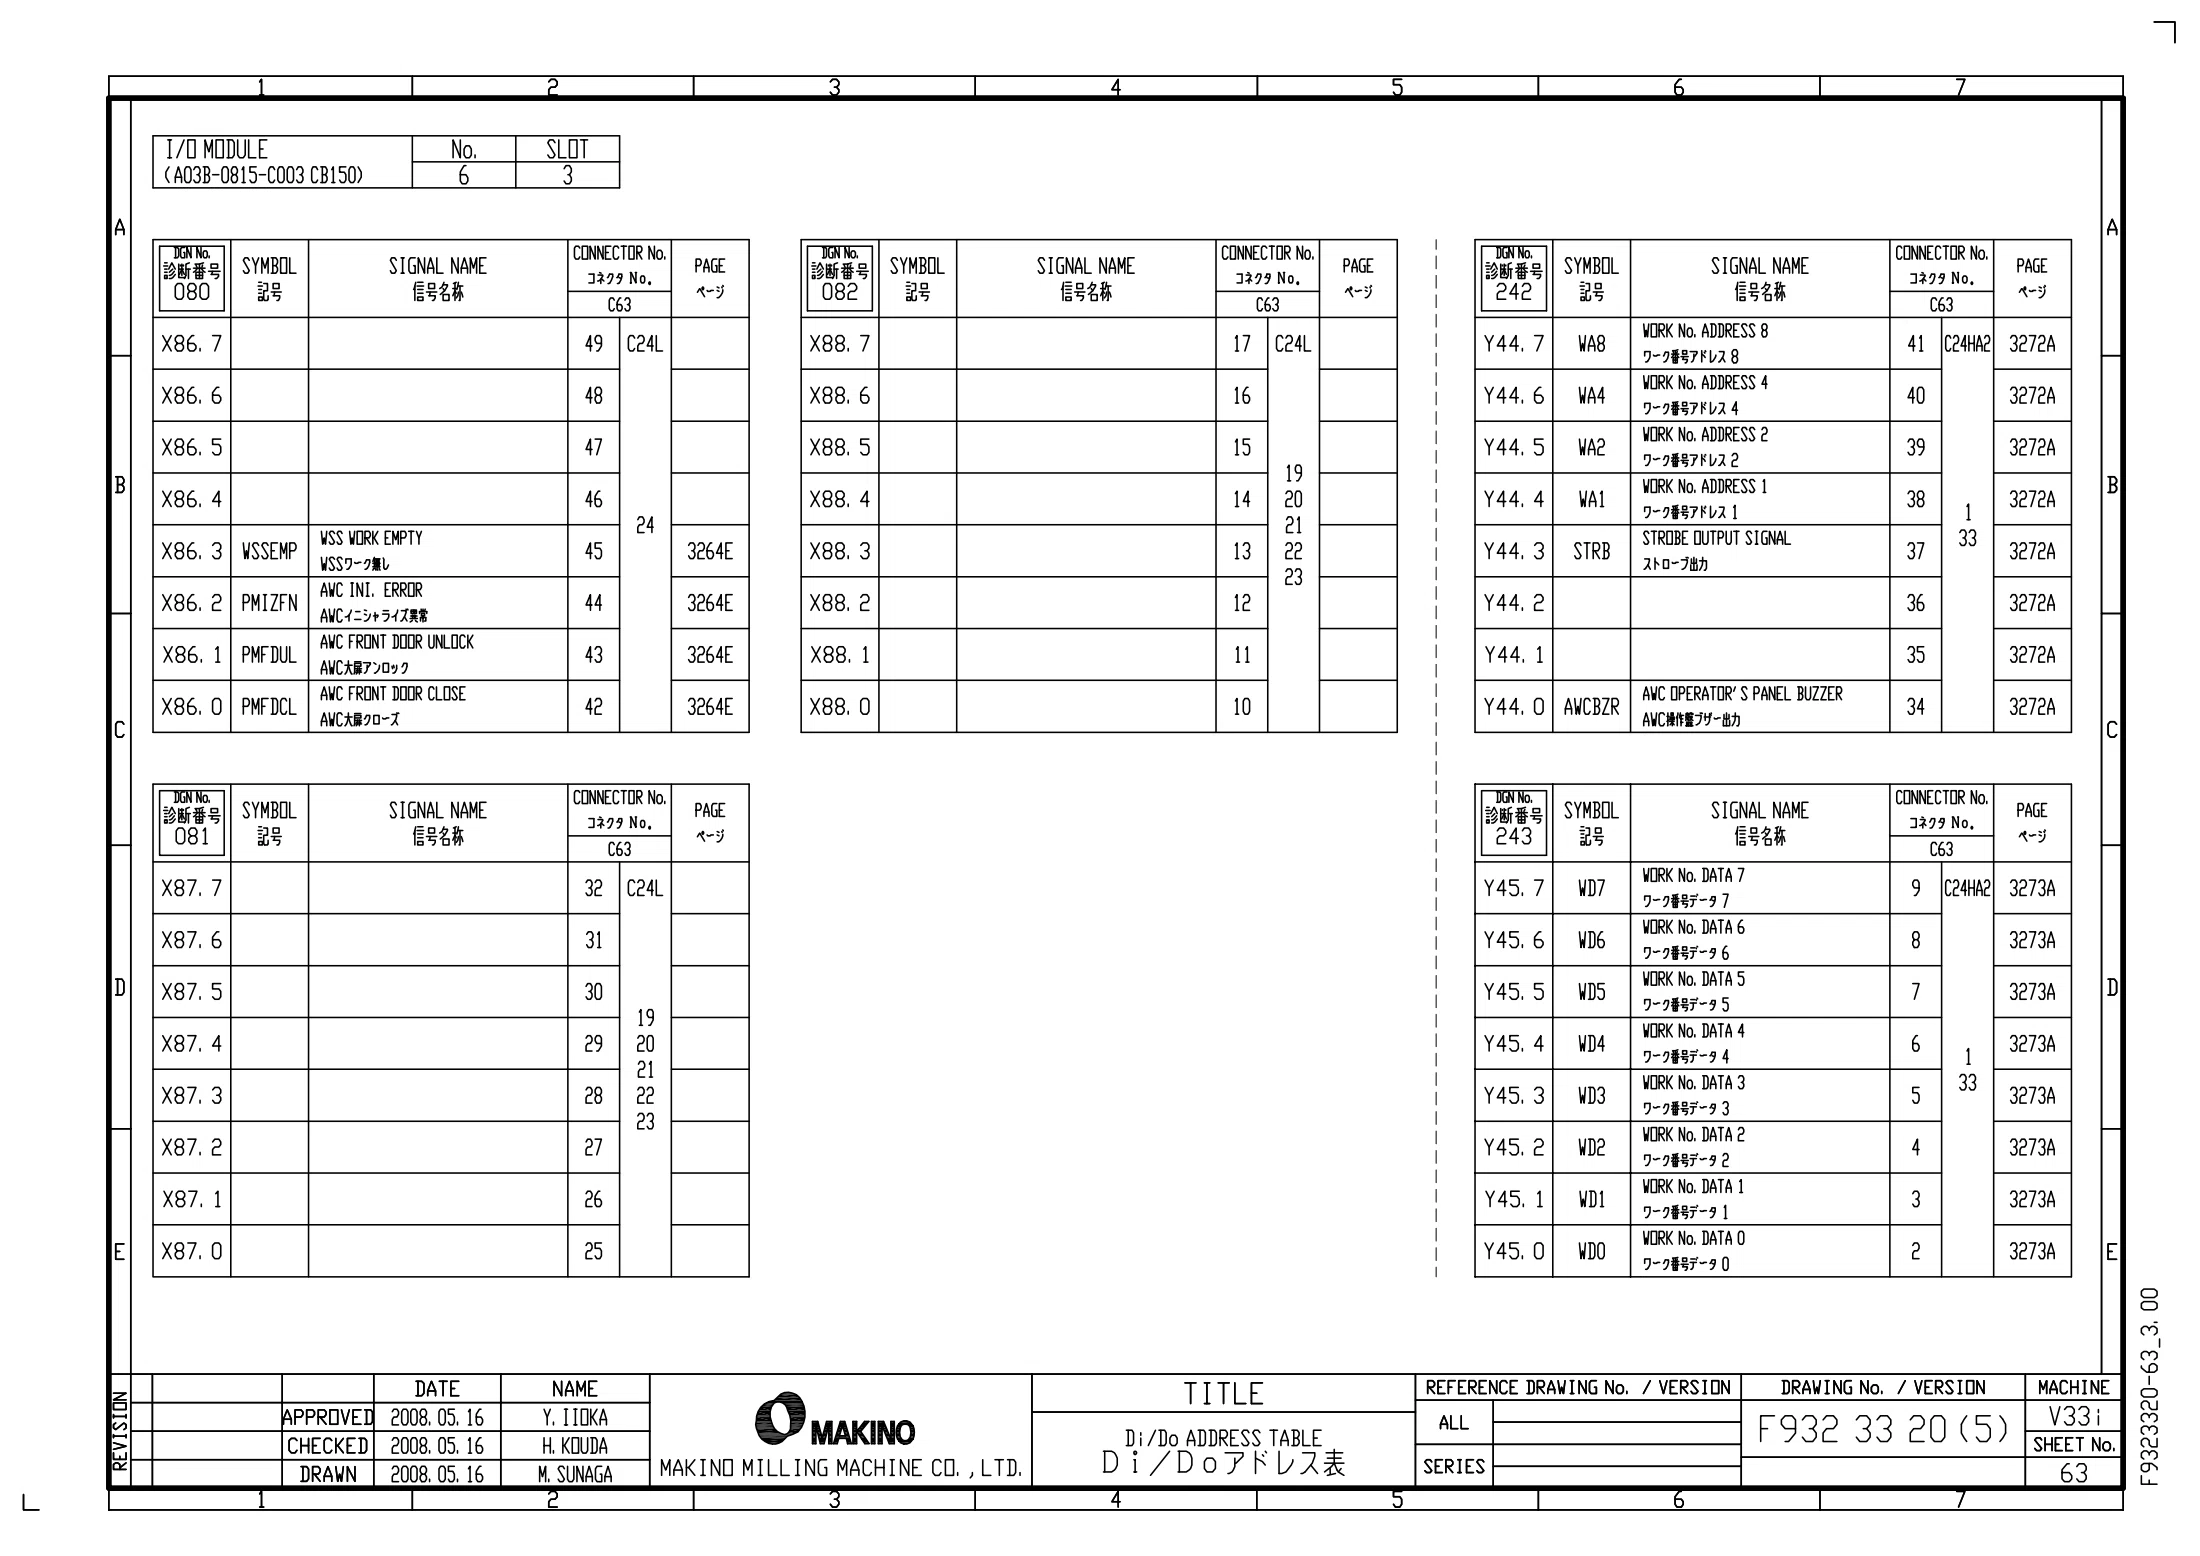 1 2 3 4 5 6 7
I/O MODULE No. SLOT
(A03B-0815-C003 CB150) 6 3
A A
B B
C C
D D
E E
DGN No. 診断番号 080 SYMBOL 記号 SIGNAL NAME 信号名称 CONNECTOR No. コネクタ No. C63 PAGE ページ
X86. 7 49 C24L
X86. 6 48
X86. 5 47
X86. 4 46
24
X86. 3 WSSEMP WSS WORK EMPTY 45 3264E
WSSワーク無し
X86. 2 PMIZFN AWC INI. ERROR 44 3264E
AWCイニシャライズ異常
X86. 1 PMFDUL AWC FRONT DOOR UNLOCK 43 3264E
AWC大扉アンロック
X86. 0 PMFDCL AWC FRONT DOOR CLOSE 42 3264E
AWC大扉クローズ
DGN No. 診断番号 082 SYMBOL 記号 SIGNAL NAME 信号名称 CONNECTOR No. コネクタ No. C63 PAGE ページ
X88. 7 17 C24L
X88. 6 16
X88. 5 15
X88. 4 14
X88. 3 13
X88. 2 12
X88. 1 11
X88. 0 10
19
20
21
22
23
DGN No. 診断番号 242 SYMBOL 記号 SIGNAL NAME 信号名称 CONNECTOR No. コネクタ No. C63 PAGE ページ
Y44. 7 WA8 WORK No. ADDRESS 8 41 C24HA2 3272A
ワーク番号アドレス 8
Y44. 6 WA4 WORK No. ADDRESS 4 40 3272A
ワーク番号アドレス 4
Y44. 5 WA2 WORK No. ADDRESS 2 39 3272A
ワーク番号アドレス 2
Y44. 4 WA1 WORK No. ADDRESS 1 38 3272A
ワーク番号アドレス 1
1
33
Y44. 3 STRB STROBE OUTPUT SIGNAL 37 3272A
ストローブ出力
Y44. 2 36 3272A
Y44. 1 35 3272A
Y44. 0 AWCBZR AWC OPERATOR'S PANEL BUZZER 34 3272A
AWC操作盤ブザー出力
DGN No. 診断番号 081 SYMBOL 記号 SIGNAL NAME 信号名称 CONNECTOR No. コネクタ No. C63 PAGE ページ
X87. 7 32 C24L
X87. 6 31
X87. 5 30
X87. 4 29
X87. 3 28
X87. 2 27
X87. 1 26
X87. 0 25
19
20
21
22
23
DGN No. 診断番号 243 SYMBOL 記号 SIGNAL NAME 信号名称 CONNECTOR No. コネクタ No. C63 PAGE ページ
Y45. 7 WD7 WORK No. DATA 7 9 C24HA2 3273A
ワーク番号データ 7
Y45. 6 WD6 WORK No. DATA 6 8 3273A
ワーク番号データ 6
Y45. 5 WD5 WORK No. DATA 5 7 3273A
ワーク番号データ 5
Y45. 4 WD4 WORK No. DATA 4 6 3273A
ワーク番号データ 4
1
33
Y45. 3 WD3 WORK No. DATA 3 5 3273A
ワーク番号データ 3
Y45. 2 WD2 WORK No. DATA 2 4 3273A
ワーク番号データ 2
Y45. 1 WD1 WORK No. DATA 1 3 3273A
ワーク番号データ 1
Y45. 0 WD0 WORK No. DATA 0 2 3273A
ワーク番号データ 0
REVISION
DATE NAME
APPROVED 2008. 05. 16 Y. IIOKA
CHECKED 2008. 05. 16 H. KOUDA
DRAWN 2008. 05. 16 M. SUNAGA
MAKINO
MAKINO MILLING MACHINE CO. , LTD.
TITLE
Di/Do ADDRESS TABLE
Di/Doアドレス表
REFERENCE DRAWING No. / VERSION
ALL
SERIES
DRAWING No. / VERSION
F932 33 20 (5)
MACHINE
V33i
SHEET No.
63
1 2 3 4 5 6 7
F9323320-63_3. 00